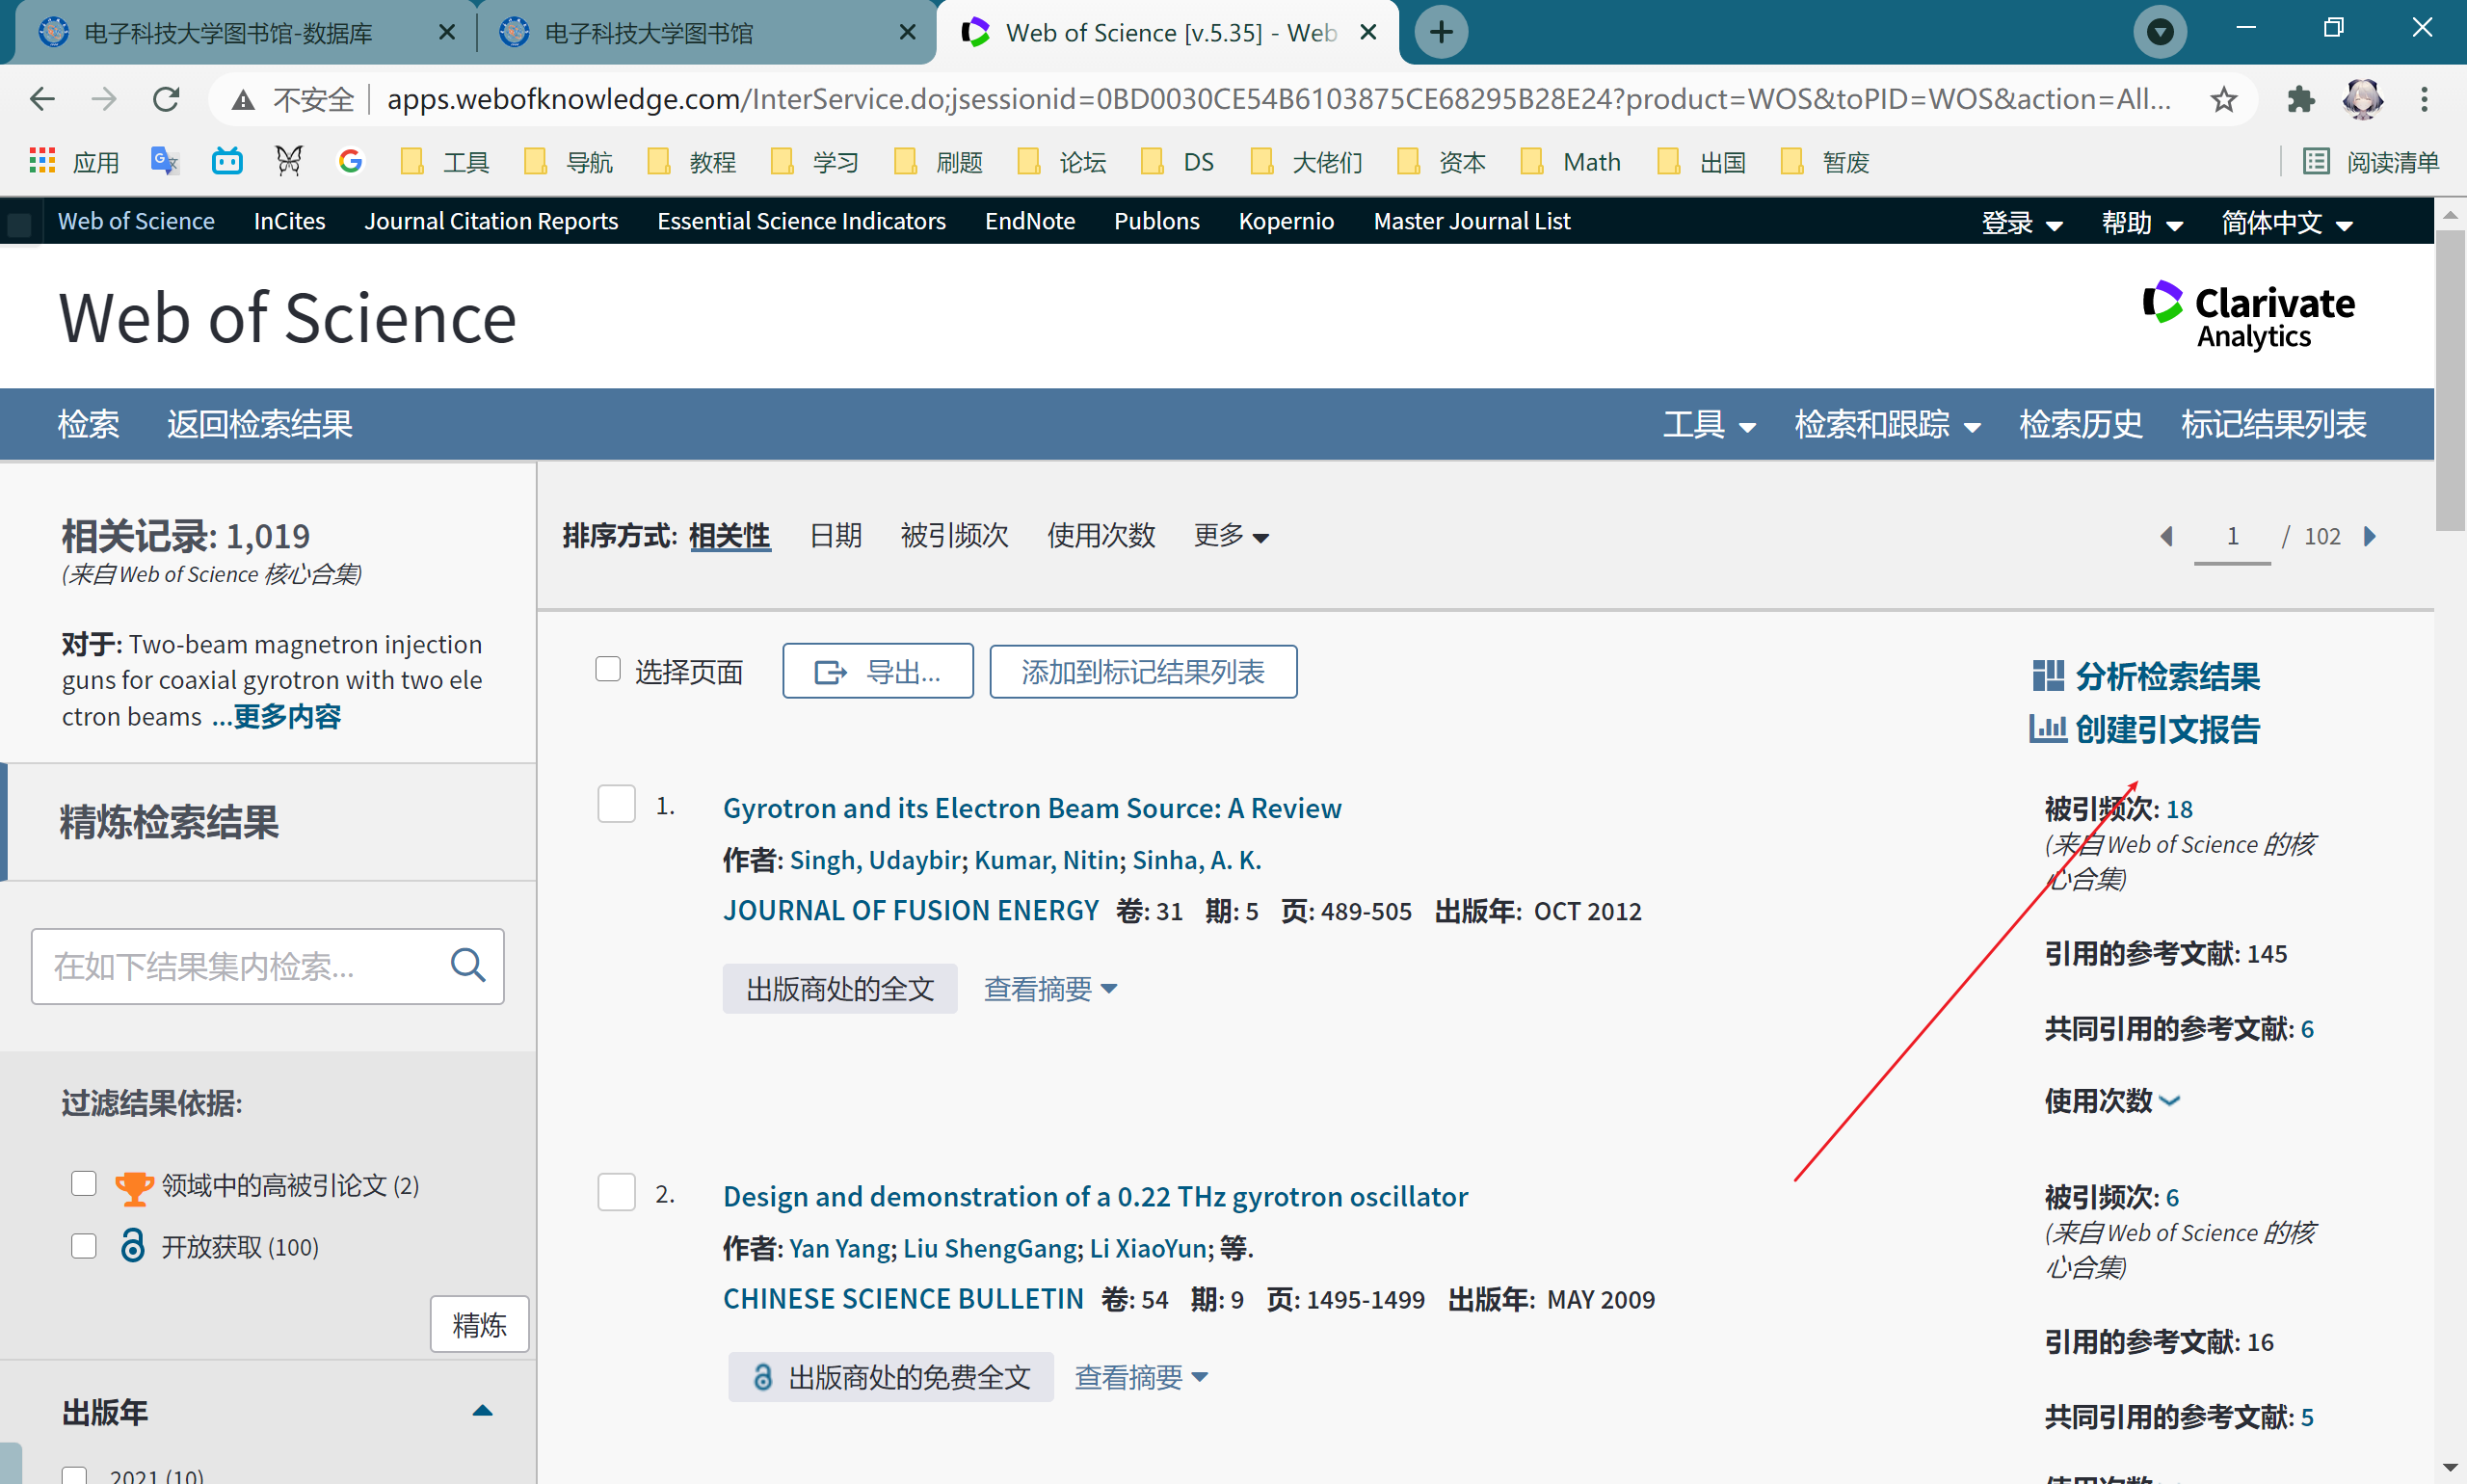 电子科技大学图书馆-数据库
电子科技大学图书馆
Web of Science [v.5.35] - Web
不安全
apps.webofknowledge.com/InterService.do;jsessionid=0BD0030CE54B6103875CE68295B28E24?product=WOS&toPID=WOS&action=All...
应用 工具 导航 教程 学习 刷题 论坛 DS 大佬们 资本 Math 出国 暂废 阅读清单
Web of Science InCites Journal Citation Reports Essential Science Indicators EndNote Publons Kopernio Master Journal List 登录 帮助 简体中文
Web of Science
Clarivate
Analytics
检索 返回检索结果 工具 检索和跟踪 检索历史 标记结果列表
相关记录: 1,019
(来自 Web of Science 核心合集)
对于: Two-beam magnetron injection
guns for coaxial gyrotron with two ele
ctron beams ...更多内容
精炼检索结果
在如下结果集内检索...
过滤结果依据:
领域中的高被引论文 (2)
开放获取 (100)
精炼
出版年
2021 (10)
排序方式: 相关性 日期 被引频次 使用次数 更多
1 / 102
选择页面 导出... 添加到标记结果列表
分析检索结果
创建引文报告
1. Gyrotron and its Electron Beam Source: A Review
作者: Singh, Udaybir; Kumar, Nitin; Sinha, A. K.
JOURNAL OF FUSION ENERGY 卷: 31 期: 5 页: 489-505 出版年: OCT 2012
出版商处的全文 查看摘要
被引频次: 18
(来自 Web of Science 的核
心合集)
引用的参考文献: 145
共同引用的参考文献: 6
使用次数
2. Design and demonstration of a 0.22 THz gyrotron oscillator
作者: Yan Yang; Liu ShengGang; Li XiaoYun; 等.
CHINESE SCIENCE BULLETIN 卷: 54 期: 9 页: 1495-1499 出版年: MAY 2009
出版商处的免费全文 查看摘要
被引频次: 6
(来自 Web of Science 的核
心合集)
引用的参考文献: 16
共同引用的参考文献: 5
使用次数